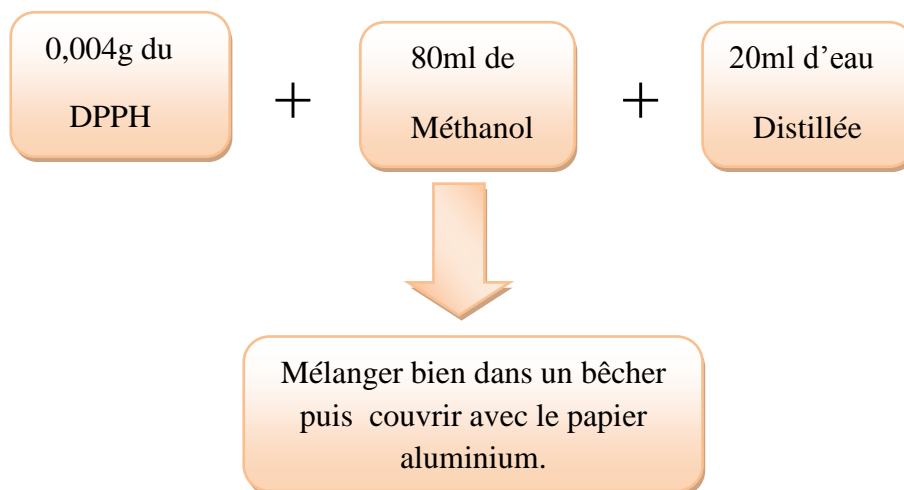 0,004g du
DPPH
+
80ml de
Méthanol
+
20ml d’eau
Distillée
Mélanger bien dans un bêcher
puis couvrir avec le papier
aluminium.